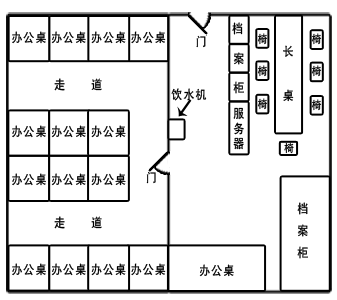 办公桌 办公桌 办公桌 办公桌
走 道
办公桌 办公桌 办公桌
办公桌 办公桌 办公桌
走 道
办公桌 办公桌 办公桌 办公桌
门
饮水机
门
档
案
柜
服
务
器
椅
椅
椅
长
桌
椅
椅
椅
椅
办公桌
档
案
柜